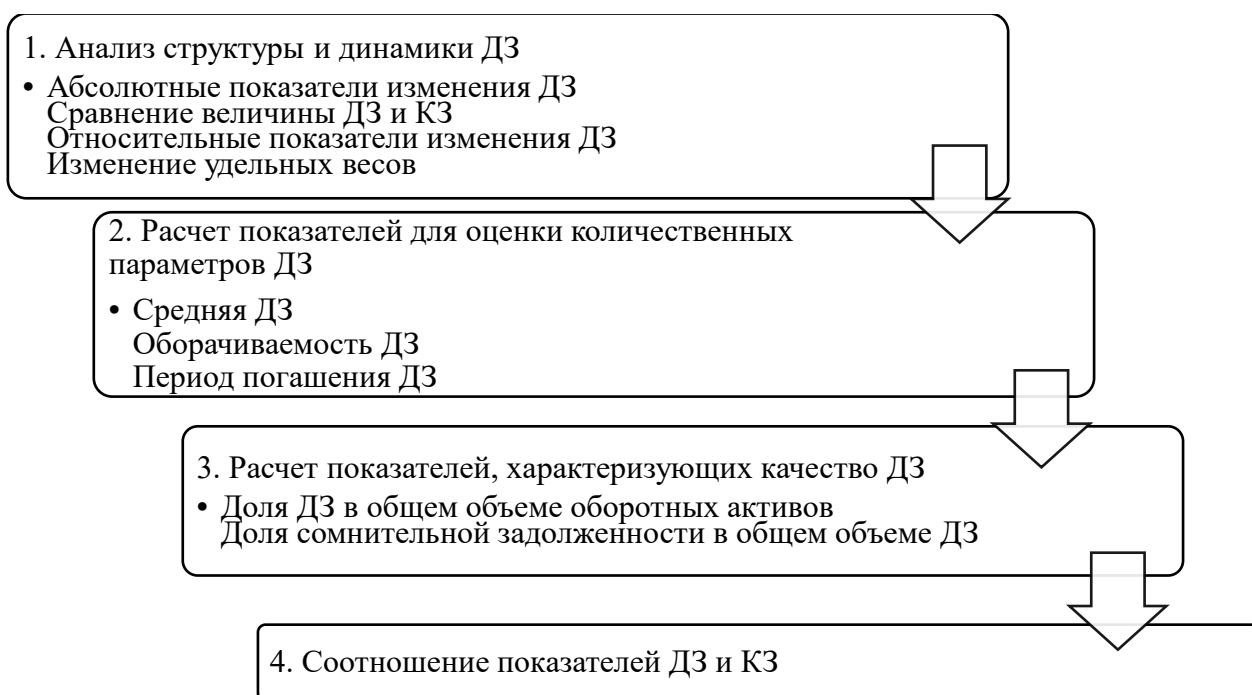 1. Анализ структуры и динамики ДЗ
• Абсолютные показатели изменения ДЗ
Сравнение величины ДЗ и КЗ
Относительные показатели изменения ДЗ
Изменение удельных весов
2. Расчет показателей для оценки количественных
параметров ДЗ
• Средняя ДЗ
Оборачиваемость ДЗ
Период погашения ДЗ
3. Расчет показателей, характеризующих качество ДЗ
• Доля ДЗ в общем объеме оборотных активов
Доля сомнительной задолженности в общем объеме ДЗ
4. Соотношение показателей ДЗ и КЗ